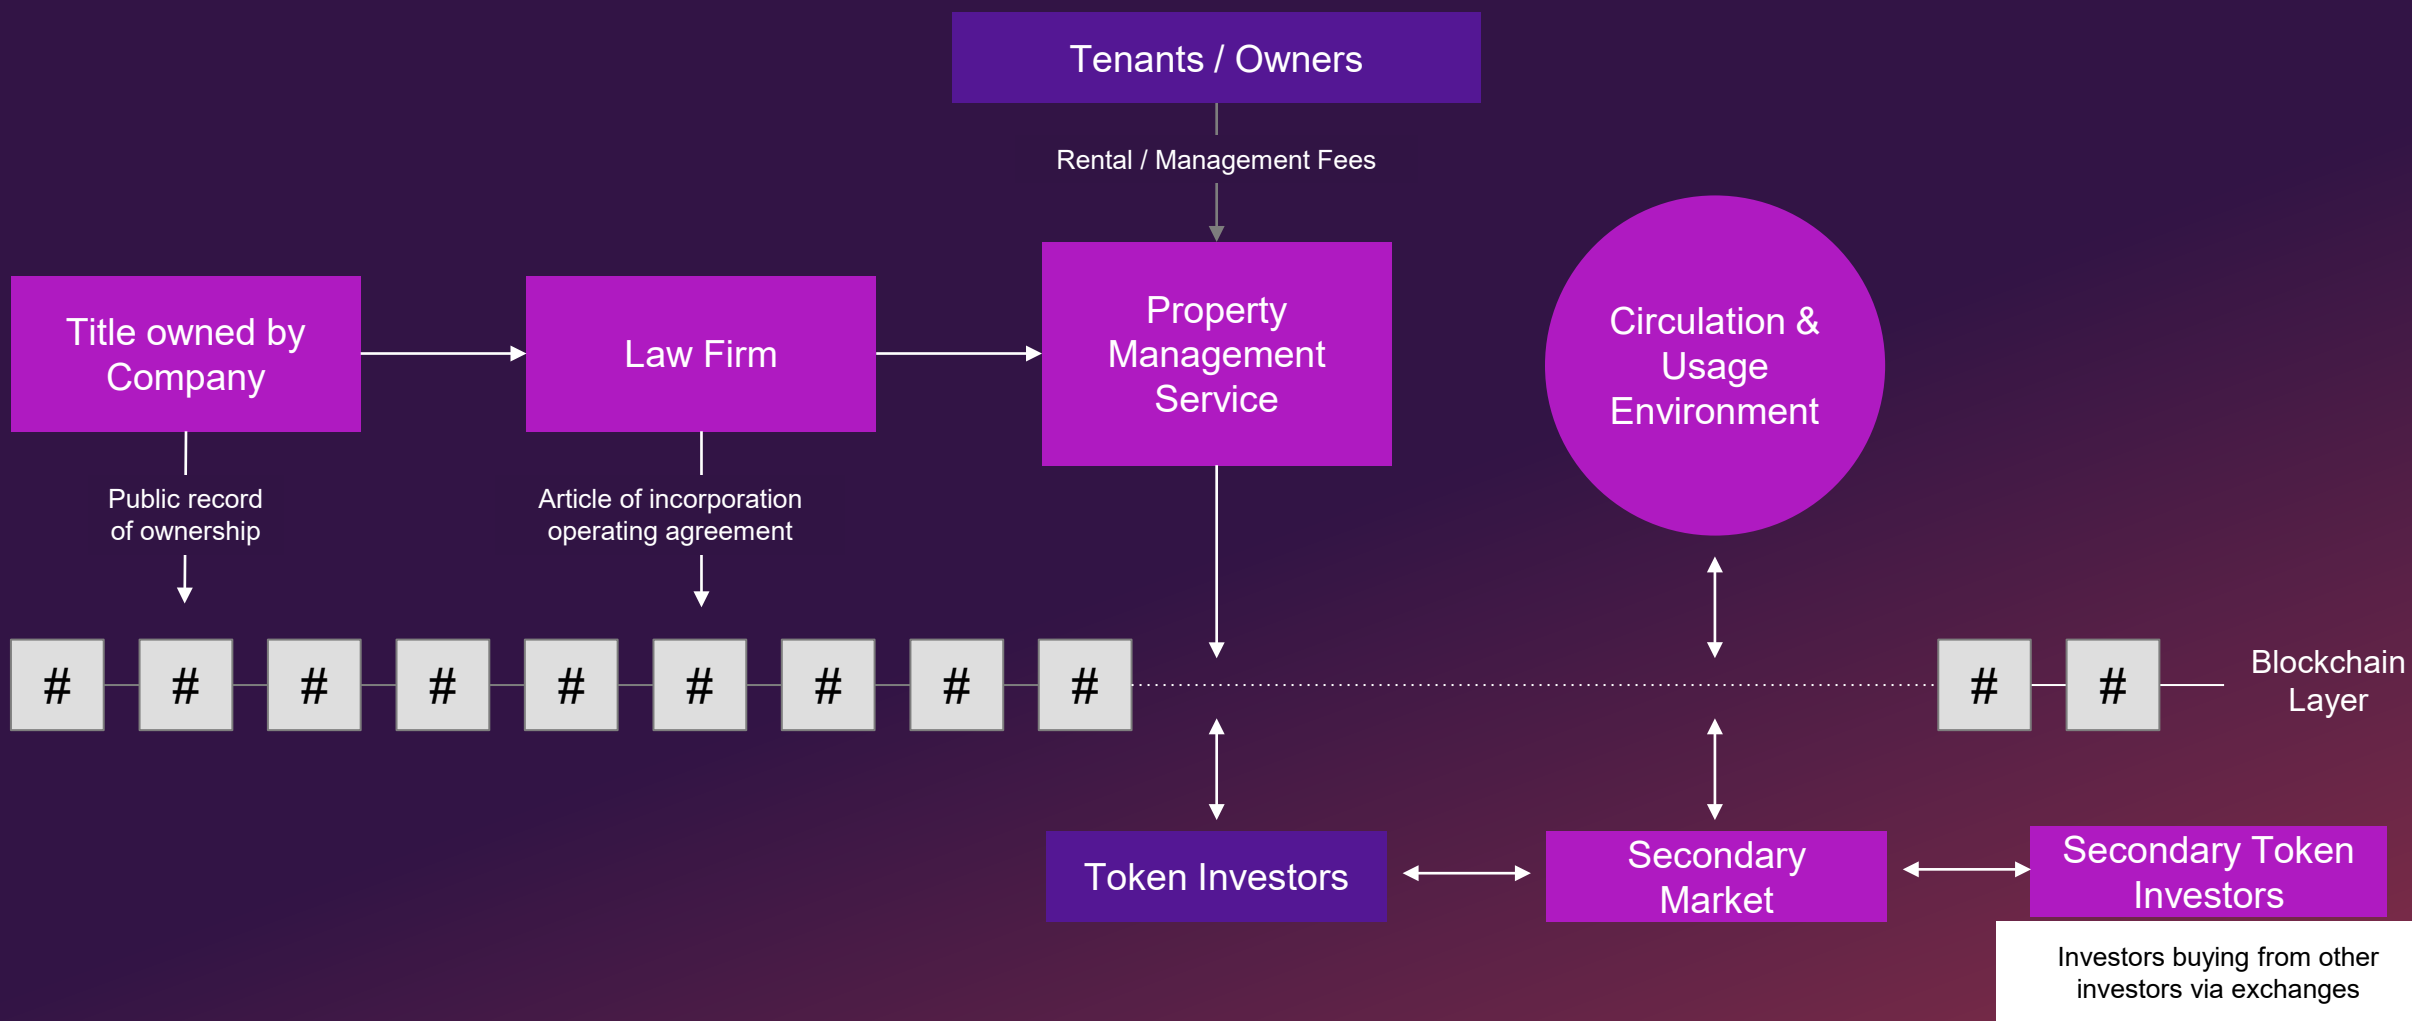 Tenants / Owners
Rental / Management Fees
Title owned by
Company
Law Firm
Property
Management
Service
Circulation &
Usage
Environment
Public record
of ownership
Article of incorporation
operating agreement
# # # # # # # # # # #
Blockchain
Layer
Token Investors
Secondary
Market
Secondary Token
Investors
Investors buying from other
investors via exchanges